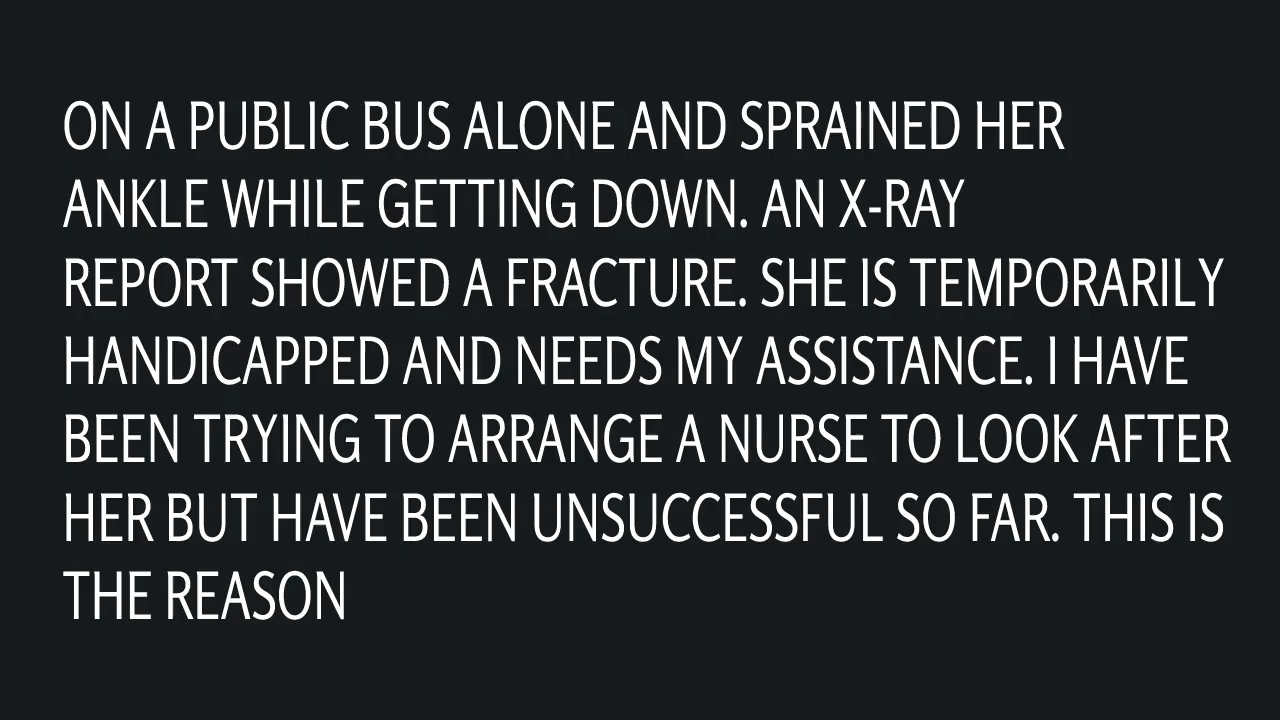 ON A PUBLIC BUS ALONE AND SPRAINED HER
ANKLE WHILE GETTING DOWN. AN X-RAY
REPORT SHOWED A FRACTURE. SHE IS TEMPORARILY
HANDICAPPED AND NEEDS MY ASSISTANCE. I HAVE
BEEN TRYING TO ARRANGE A NURSE TO LOOK AFTER
HER BUT HAVE BEEN UNSUCCESSFUL SO FAR. THIS IS
THE REASON